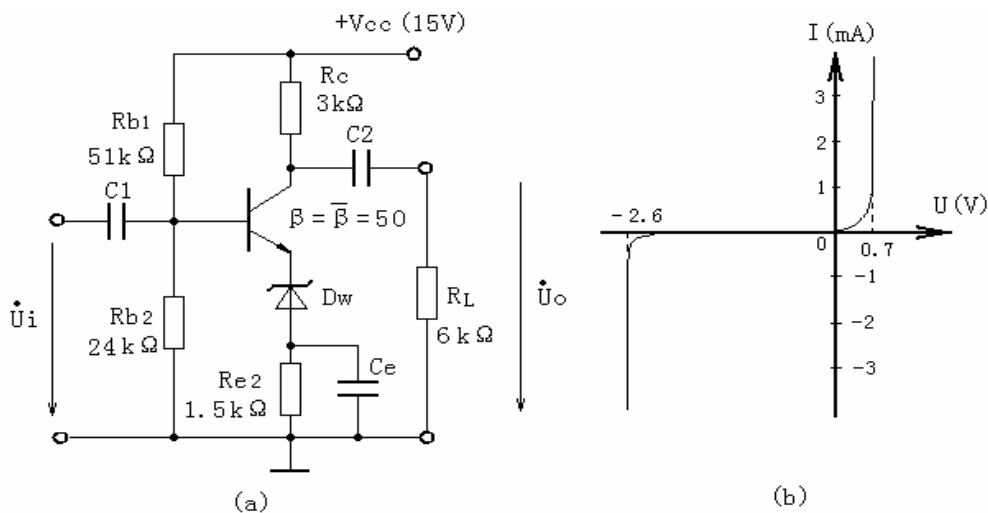 +Vcc (15V)
Rc
3kΩ
Rb1
51kΩ
C1
C2
β = β̄ = 50
Dw
U̇i
Rb2
24kΩ
RL
6kΩ
Re2
1.5kΩ
Ce
U̇o
(a)
I (mA)
3
2
1
-2.6
U (V)
0
0.7
-1
-2
-3
(b)